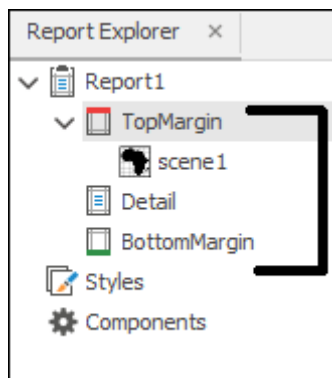 Report Explorer
Report1
TopMargin
scene1
Detail
BottomMargin
Styles
Components